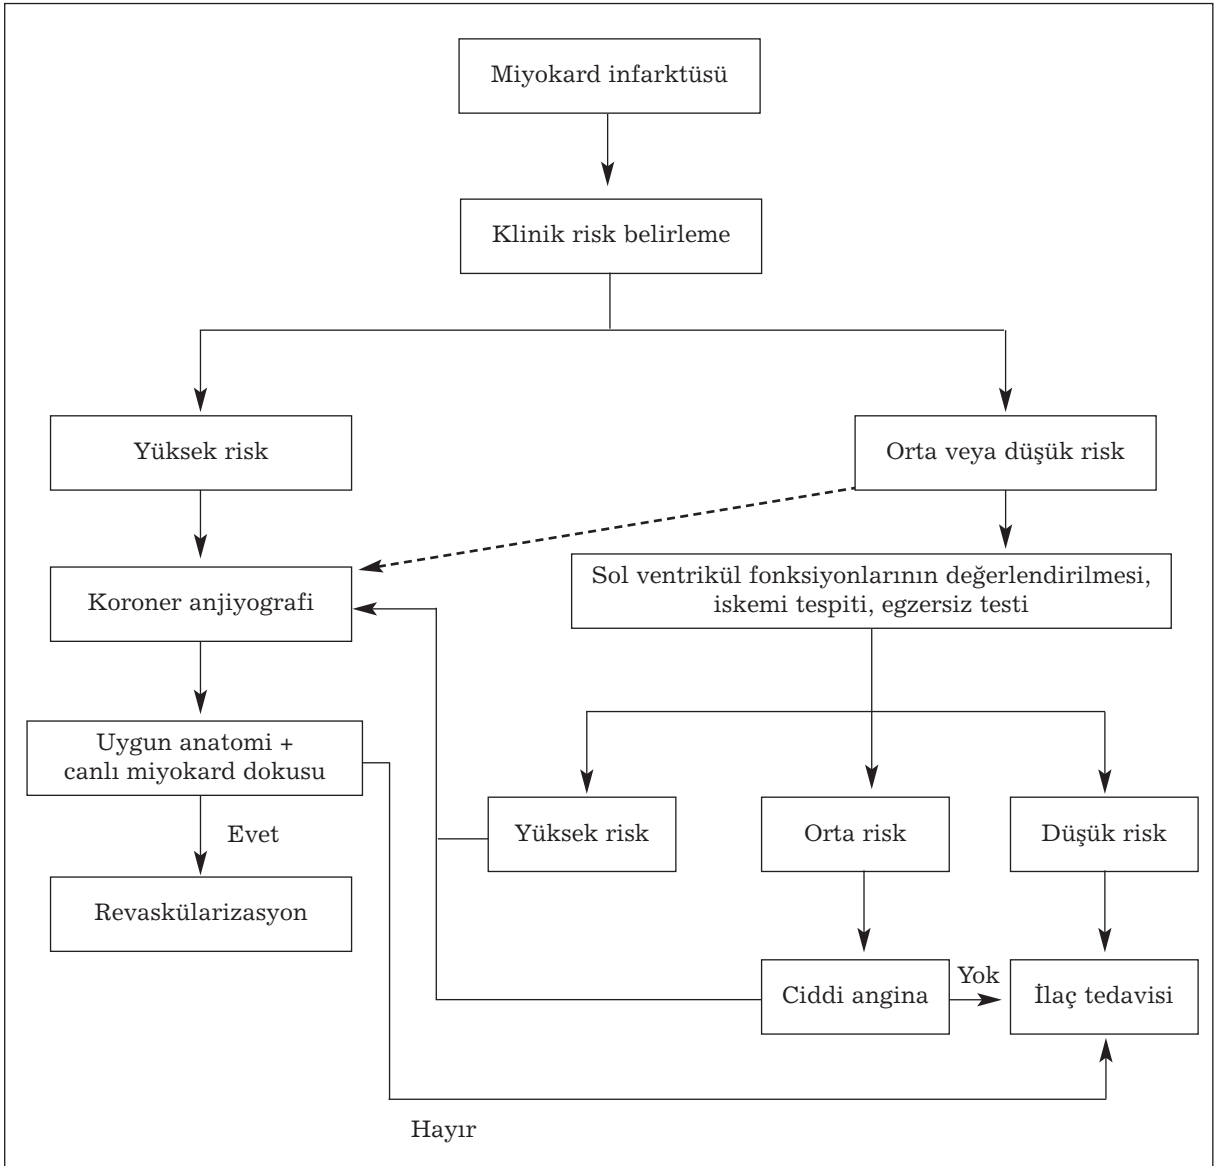 Miyokard infarktüsü
Klinik risk belirleme
Yüksek risk
Orta veya düşük risk
Koroner anjiyografi
Sol ventrikül fonksiyonlarının değerlendirilmesi,
iskemi tespiti, egzersiz testi
Uygun anatomi +
canlı miyokard dokusu
Yüksek risk
Orta risk
Düşük risk
Evet
Revaskülarizasyon
Ciddi angina
Yok
İlaç tedavisi
Hayır